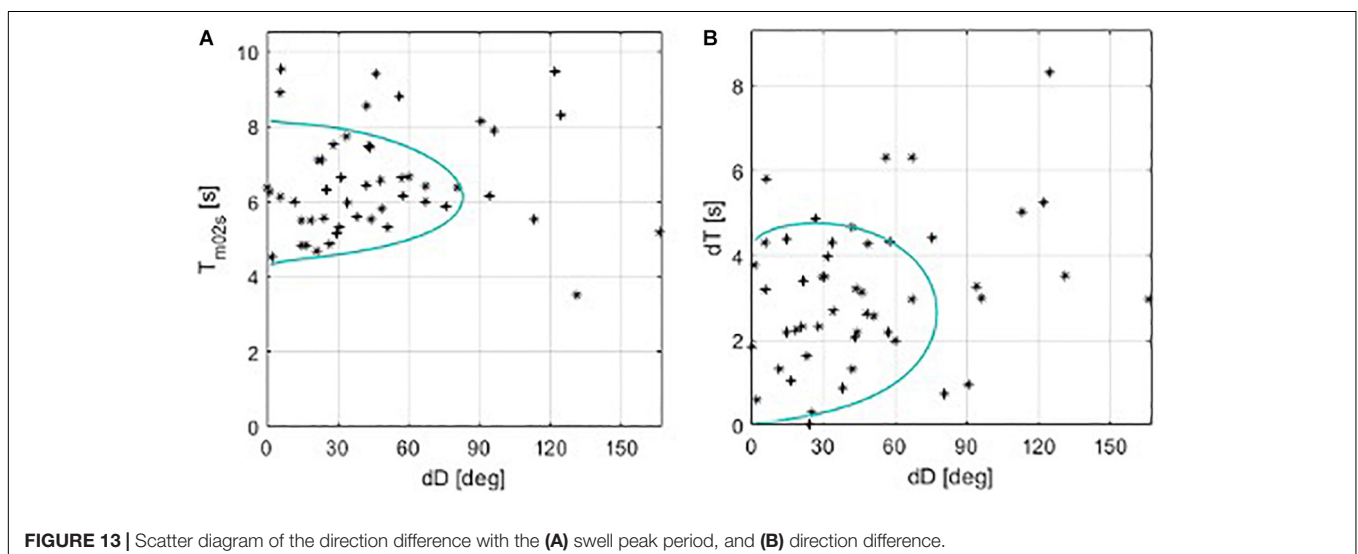 A
T_m02s [s]
10
8
6
4
2
0
0 30 60 90 120 150
dD [deg]
B
dT [s]
8
6
4
2
0
0 30 60 90 120 150
dD [deg]
FIGURE 13 | Scatter diagram of the direction difference with the (A) swell peak period, and (B) direction difference.